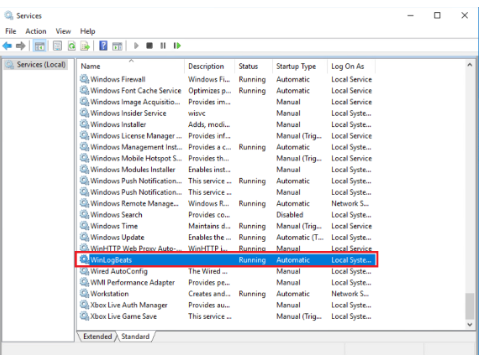 Services
File Action View Help
Services (Local)
Name Description Status Startup Type Log On As
Windows Firewall Windows Fi... Running Automatic Local Service
Windows Font Cache Service Optimizes p... Running Automatic Local Service
Windows Image Acquisitio... Provides im... Manual Local Service
Windows Insider Service wisvc Manual Local Syste...
Windows Installer Adds, modi... Manual Local Syste...
Windows License Manager ... Provides inf... Manual (Trig... Local Service
Windows Management Inst... Provides a c... Running Automatic Local Syste...
Windows Mobile Hotspot S... Provides th... Manual (Trig... Local Service
Windows Modules Installer Enables inst... Manual Local Syste...
Windows Push Notification... This service ... Running Automatic Local Syste...
Windows Push Notification... This service ... Manual Local Syste...
Windows Remote Manage... Windows R... Running Automatic Network S...
Windows Search Provides co... Disabled Local Syste...
Windows Time Maintains d... Running Manual (Trig... Local Service
Windows Update Enables the ... Running Automatic (T... Local Syste...
WinHTTP Web Proxy Auto-... WinHTTP i... Running Manual Local Service
WinLogBeats Running Automatic Local Syste...
Wired AutoConfig The Wired ... Manual Local Syste...
WMI Performance Adapter Provides pe... Manual Local Syste...
Workstation Creates and... Running Automatic Network S...
Xbox Live Auth Manager Provides au... Manual Local Syste...
Xbox Live Game Save This service ... Manual (Trig... Local Syste...
Extended Standard